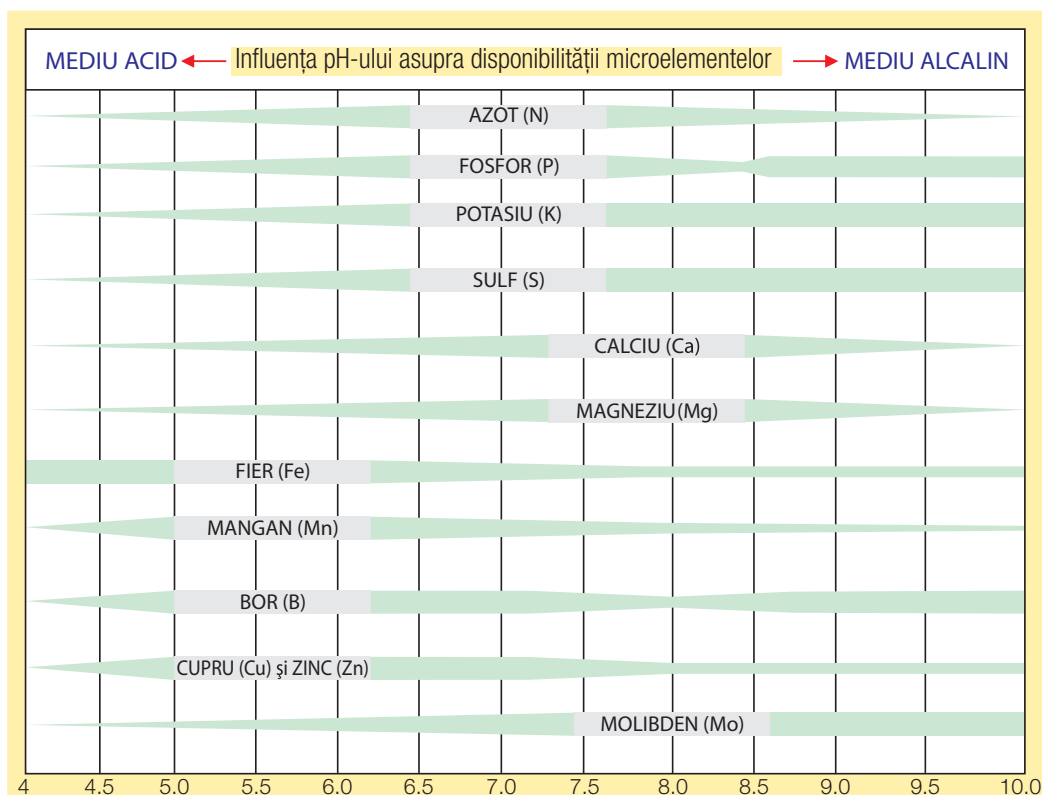 MEDIU ACID Influența pH-ului asupra disponibilității microelementelor MEDIU ALCALIN
AZOT (N)
FOSFOR (P)
POTASIU (K)
SULF (S)
CALCIU (Ca)
MAGNEZIU(Mg)
FIER (Fe)
MANGAN (Mn)
BOR (B)
CUPRU (Cu) şi ZINC (Zn)
MOLIBDEN (Mo)
4 4.5 5.0 5.5 6.0 6.5 7.0 7.5 8.0 8.5 9.0 9.5 10.0